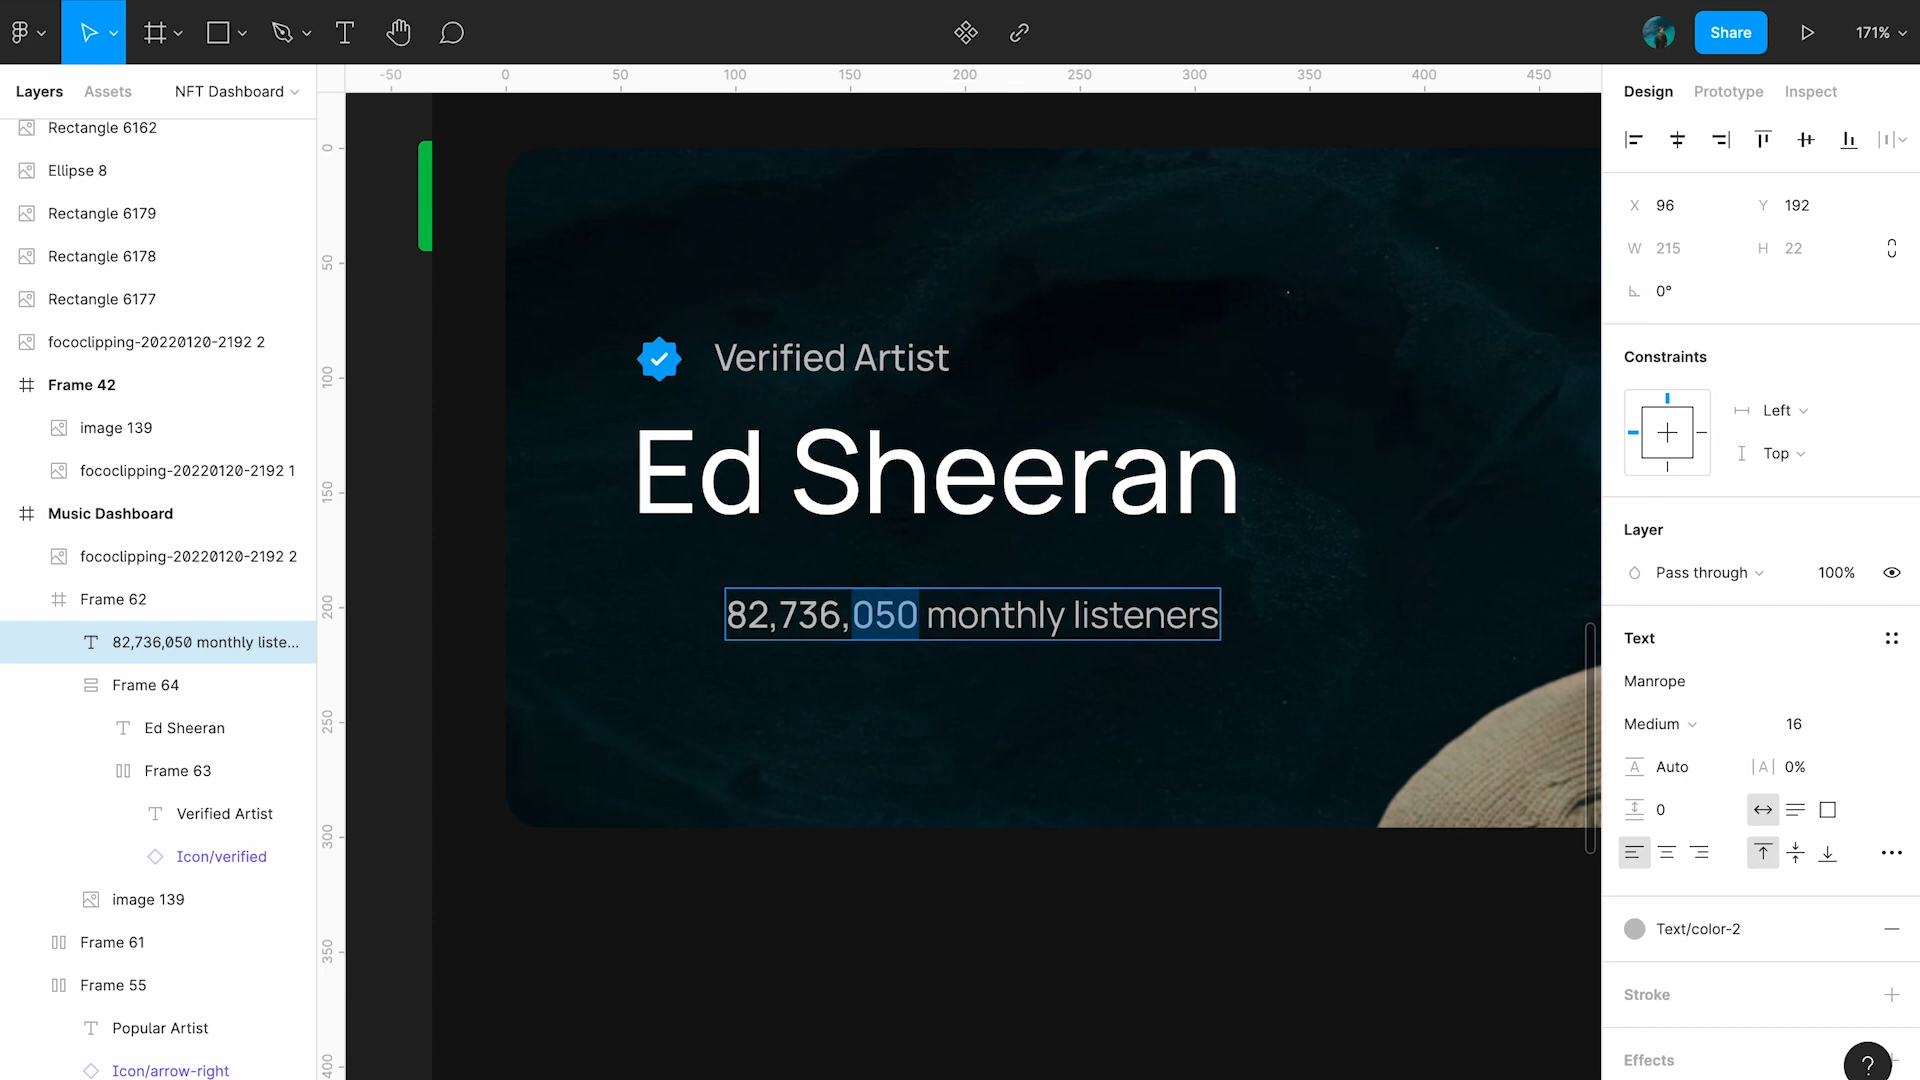 Share
171%
Layers
Assets
NFT Dashboard
-50
0
50
100
150
200
250
300
350
400
450
Design
Prototype
Inspect
Rectangle 6162
Ellipse 8
Rectangle 6179
Rectangle 6178
Rectangle 6177
fococlipping-20220120-2192 2
Frame 42
image 139
fococlipping-20220120-2192 1
Music Dashboard
fococlipping-20220120-2192 2
Frame 62
82,736,050 monthly liste...
Frame 64
Ed Sheeran
Frame 63
Verified Artist
Icon/verified
image 139
Frame 61
Frame 55
Popular Artist
Icon/arrow-right
0
50
100
150
200
250
300
350
400
Verified Artist
Ed Sheeran
82,736,050 monthly listeners
X 96
Y 192
W 215
H 22
0°
Constraints
Left
Top
Layer
Pass through
100%
Text
Manrope
Medium
16
A Auto
|A| 0%
0
Text/color-2
Stroke
Effects
?